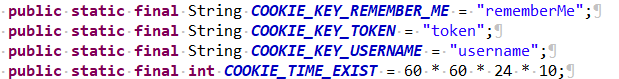 public static final String COOKIE_KEY_REMEMBER_ME = "rememberMe";
public static final String COOKIE_KEY_TOKEN = "token";
public static final String COOKIE_KEY_USERNAME = "username";
public static final int COOKIE_TIME_EXIST = 60 * 60 * 24 * 10;